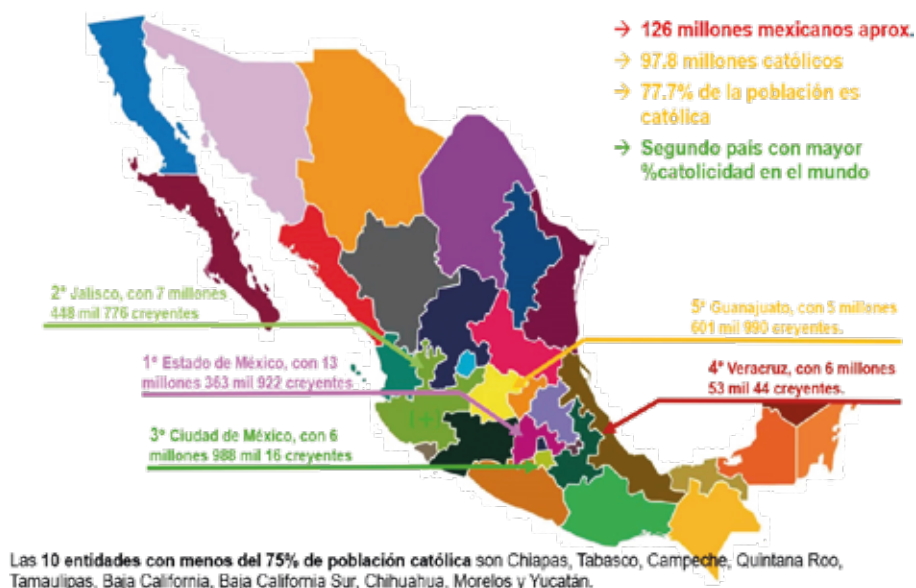 → 126 millones mexicanos aprox.
→ 97.8 millones católicos
→ 77.7% de la población es
católica
→ Segundo país con mayor
%catolicidad en el mundo
2° Jalisco, con 7 millones
448 mil 776 creyentes
5° Guanajuato, con 5 millones
601 mil 990 creyentes.
1° Estado de México, con 13
millones 363 mil 922 creyentes
4° Veracruz, con 6 millones
53 mil 44 creyentes.
3° Ciudad de México, con 6
millones 988 mil 16 creyentes
Las 10 entidades con menos del 75% de población católica son Chiapas, Tabasco, Campeche, Quintana Roo,
Tamaulipas, Baja California, Baja California Sur, Chihuahua, Morelos y Yucatán.